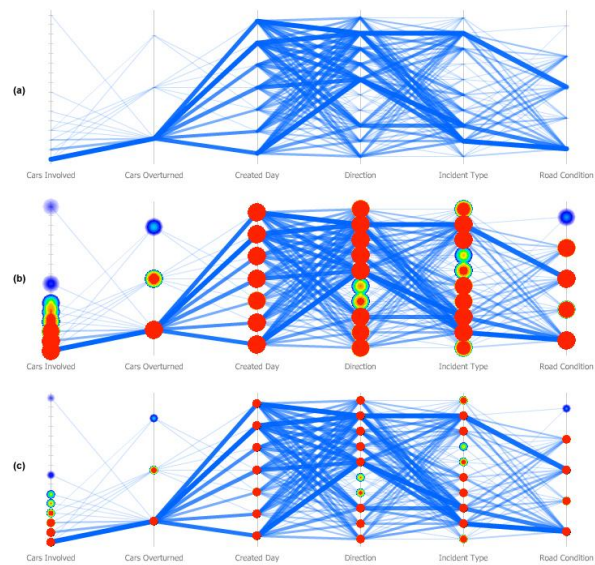 (a)
Cars Involved Cars Overturned Created Day Direction Incident Type Road Condition
(b)
Cars Involved Cars Overturned Created Day Direction Incident Type Road Condition
(c)
Cars Involved Cars Overturned Created Day Direction Incident Type Road Condition